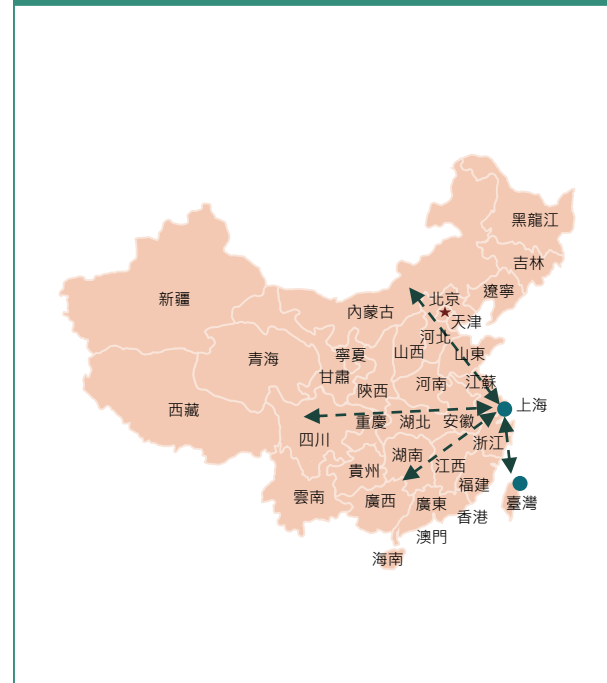 黑龍江
吉林
遼寧
北京
新疆
內蒙古
天津
河北
山西
山東
寧夏
青海
甘肅
河南
江蘇
陝西
上海
西藏
重慶
湖北
安徽
四川
浙江
湖南
江西
貴州
福建
雲南
廣西
廣東
臺灣
香港
澳門
海南